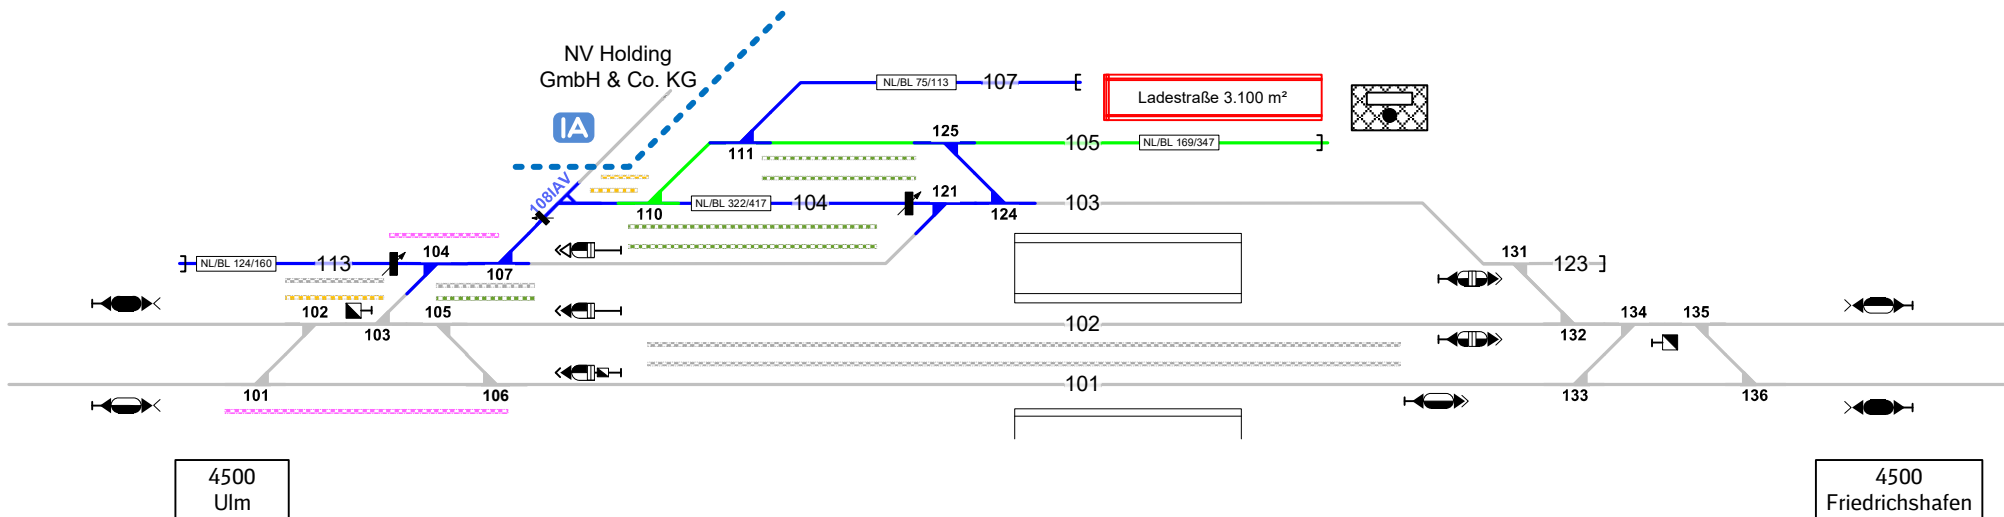 NV Holding
GmbH & Co. KG
NL/BL 75/113
107
Ladestraße 3.100 m²
IA
111
125
105
NL/BL 169/347
108IAV
110
NL/BL 322/417
104
121
124
103
NL/BL 124/160
113
104
107
131
123
102
103
105
102
132
134
135
101
106
101
133
136
4500
Ulm
4500
Friedrichshafen